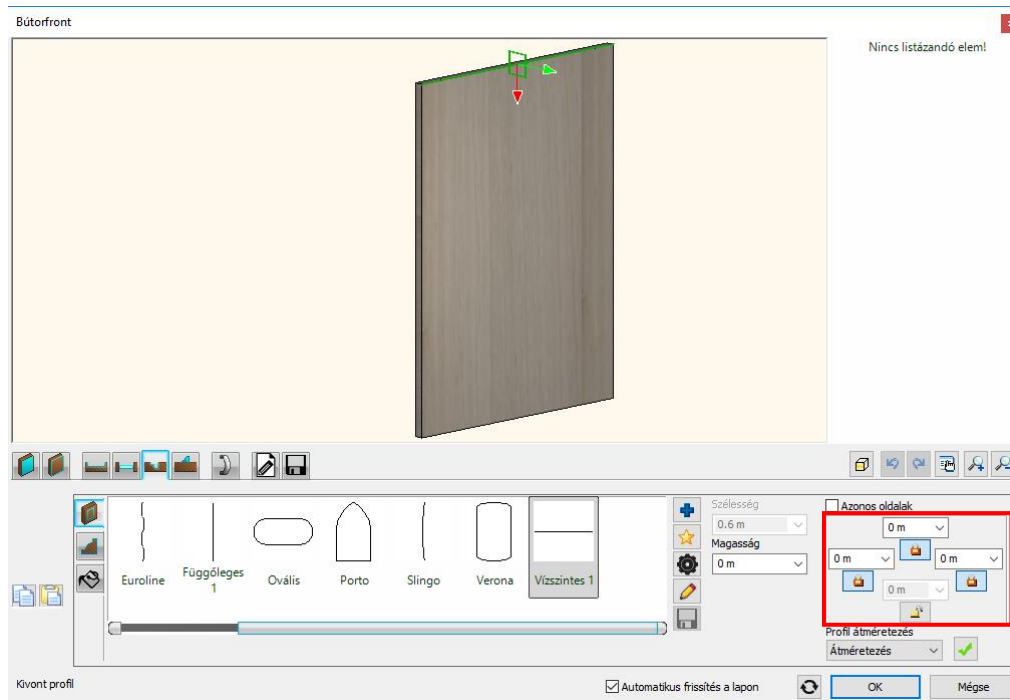 Bútorfront
Nincs listázandó elem!
Euroline
Függőleges
1
Ovális
Porto
Slingo
Verona
Vízszintes 1
Szélesség
0.6 m
Magasság
0 m
Azonos oldalak
0 m
0 m
0 m
0 m
Profil átméretezés
Átméretezés
Kivont profil
Automatikus frissítés a lapon
OK
Mégse